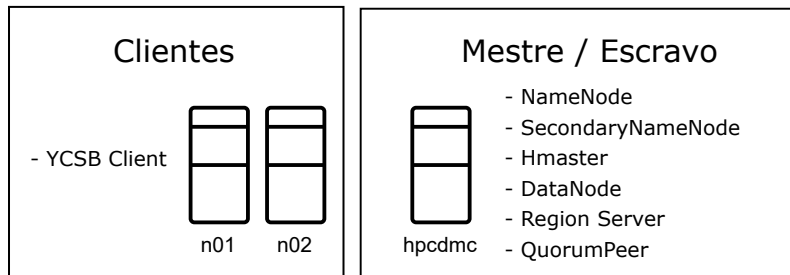 Clientes
- YCSB Client
n01
n02
Mestre / Escravo
hpcdmc
- NameNode
- SecondaryNameNode
- Hmaster
- DataNode
- Region Server
- QuorumPeer